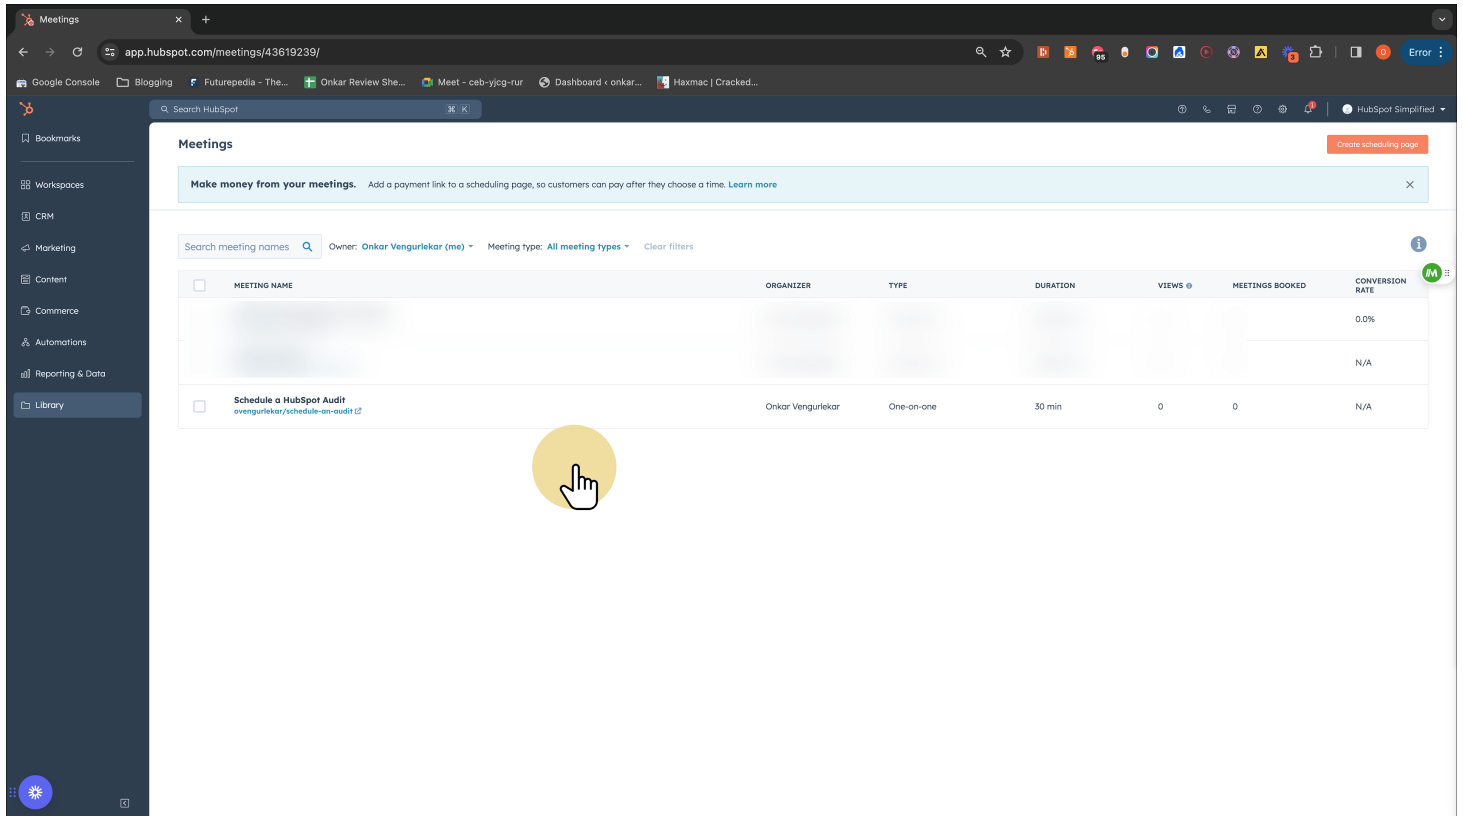 Meetings
app.hubspot.com/meetings/43619239/
95
3
O
Error
Google Console
Blogging
Futurepedia - The...
Onkar Review She...
Meet - ceb-yjcg-rur
Dashboard ‹ onkar...
Haxmac | Cracked...
Search HubSpot
⌘ K
1
HubSpot Simplified
Bookmarks
Workspaces
CRM
Marketing
Content
Commerce
Automations
Reporting & Data
Library
Meetings
Create scheduling page
Make money from your meetings. Add a payment link to a scheduling page, so customers can pay after they choose a time. Learn more
Search meeting names
Owner: Onkar Vengurlekar (me)
Meeting type: All meeting types
Clear filters
MEETING NAME
ORGANIZER
TYPE
DURATION
VIEWS
MEETINGS BOOKED
CONVERSION
RATE
0.0%
N/A
Schedule a HubSpot Audit
ovengurlekar/schedule-an-audit
Onkar Vengurlekar
One-on-one
30 min
0
0
N/A